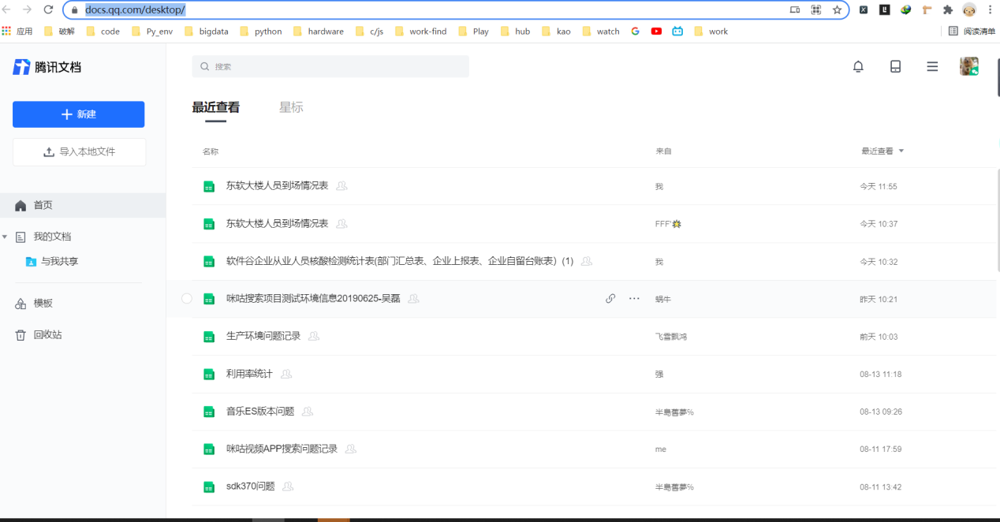 docs.qq.com/desktop/
应用 破解 code Py_env bigdata python hardware c/js work-find Play hub kao watch work 阅读清单
腾讯文档
搜索
新建
导入本地文件
首页
我的文档
与我共享
模板
回收站
最近查看 星标
名称 来自 最近查看
东软大楼人员到场情况表 我 今天 11:55
东软大楼人员到场情况表 FFF' 今天 10:37
软件谷企业从业人员核酸检测统计表(部门汇总表、企业上报表、企业自留台账表) (1) 我 今天 10:32
咪咕搜索项目测试环境信息20190625-吴磊 蜗牛 昨天 10:21
生产环境问题记录 飞雪飘鸿 前天 10:03
利用率统计 强 08-13 11:18
音乐ES版本问题 半島舊夢℅ 08-13 09:26
咪咕视频APP搜索问题记录 me 08-11 17:59
sdk370问题 半島舊夢℅ 08-11 13:42